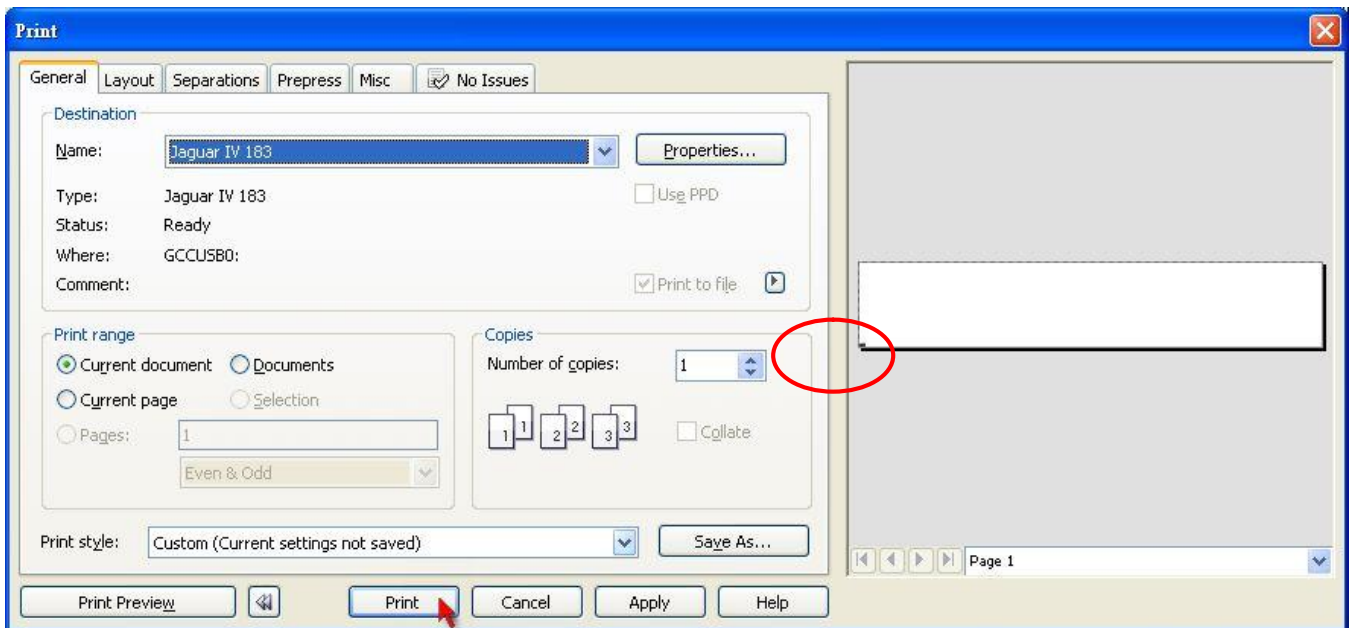 Print
General Layout Separations Prepress Misc No Issues
Destination
Name: Jaguar IV 183 Properties...
Type: Jaguar IV 183 Use PPD
Status: Ready
Where: GCCUSB0:
Comment: Print to file
Print range
Current document Documents
Current page Selection
Pages: 1
Even & Odd
Copies
Number of copies: 1
1 1 2 2 3 3 Collate
Print style: Custom (Current settings not saved) Save As...
Page 1
Print Preview Print Cancel Apply Help